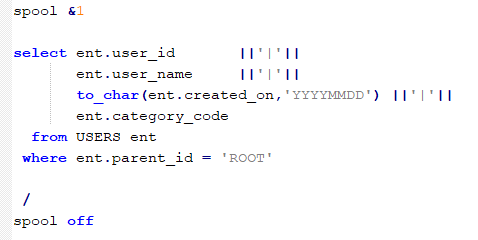 spool &1
select ent.user_id ||'|'||
ent.user_name ||'|'||
to_char(ent.created_on,'YYYYMMDD') ||'|'||
ent.category_code
from USERS ent
where ent.parent_id = 'ROOT'
/
spool off